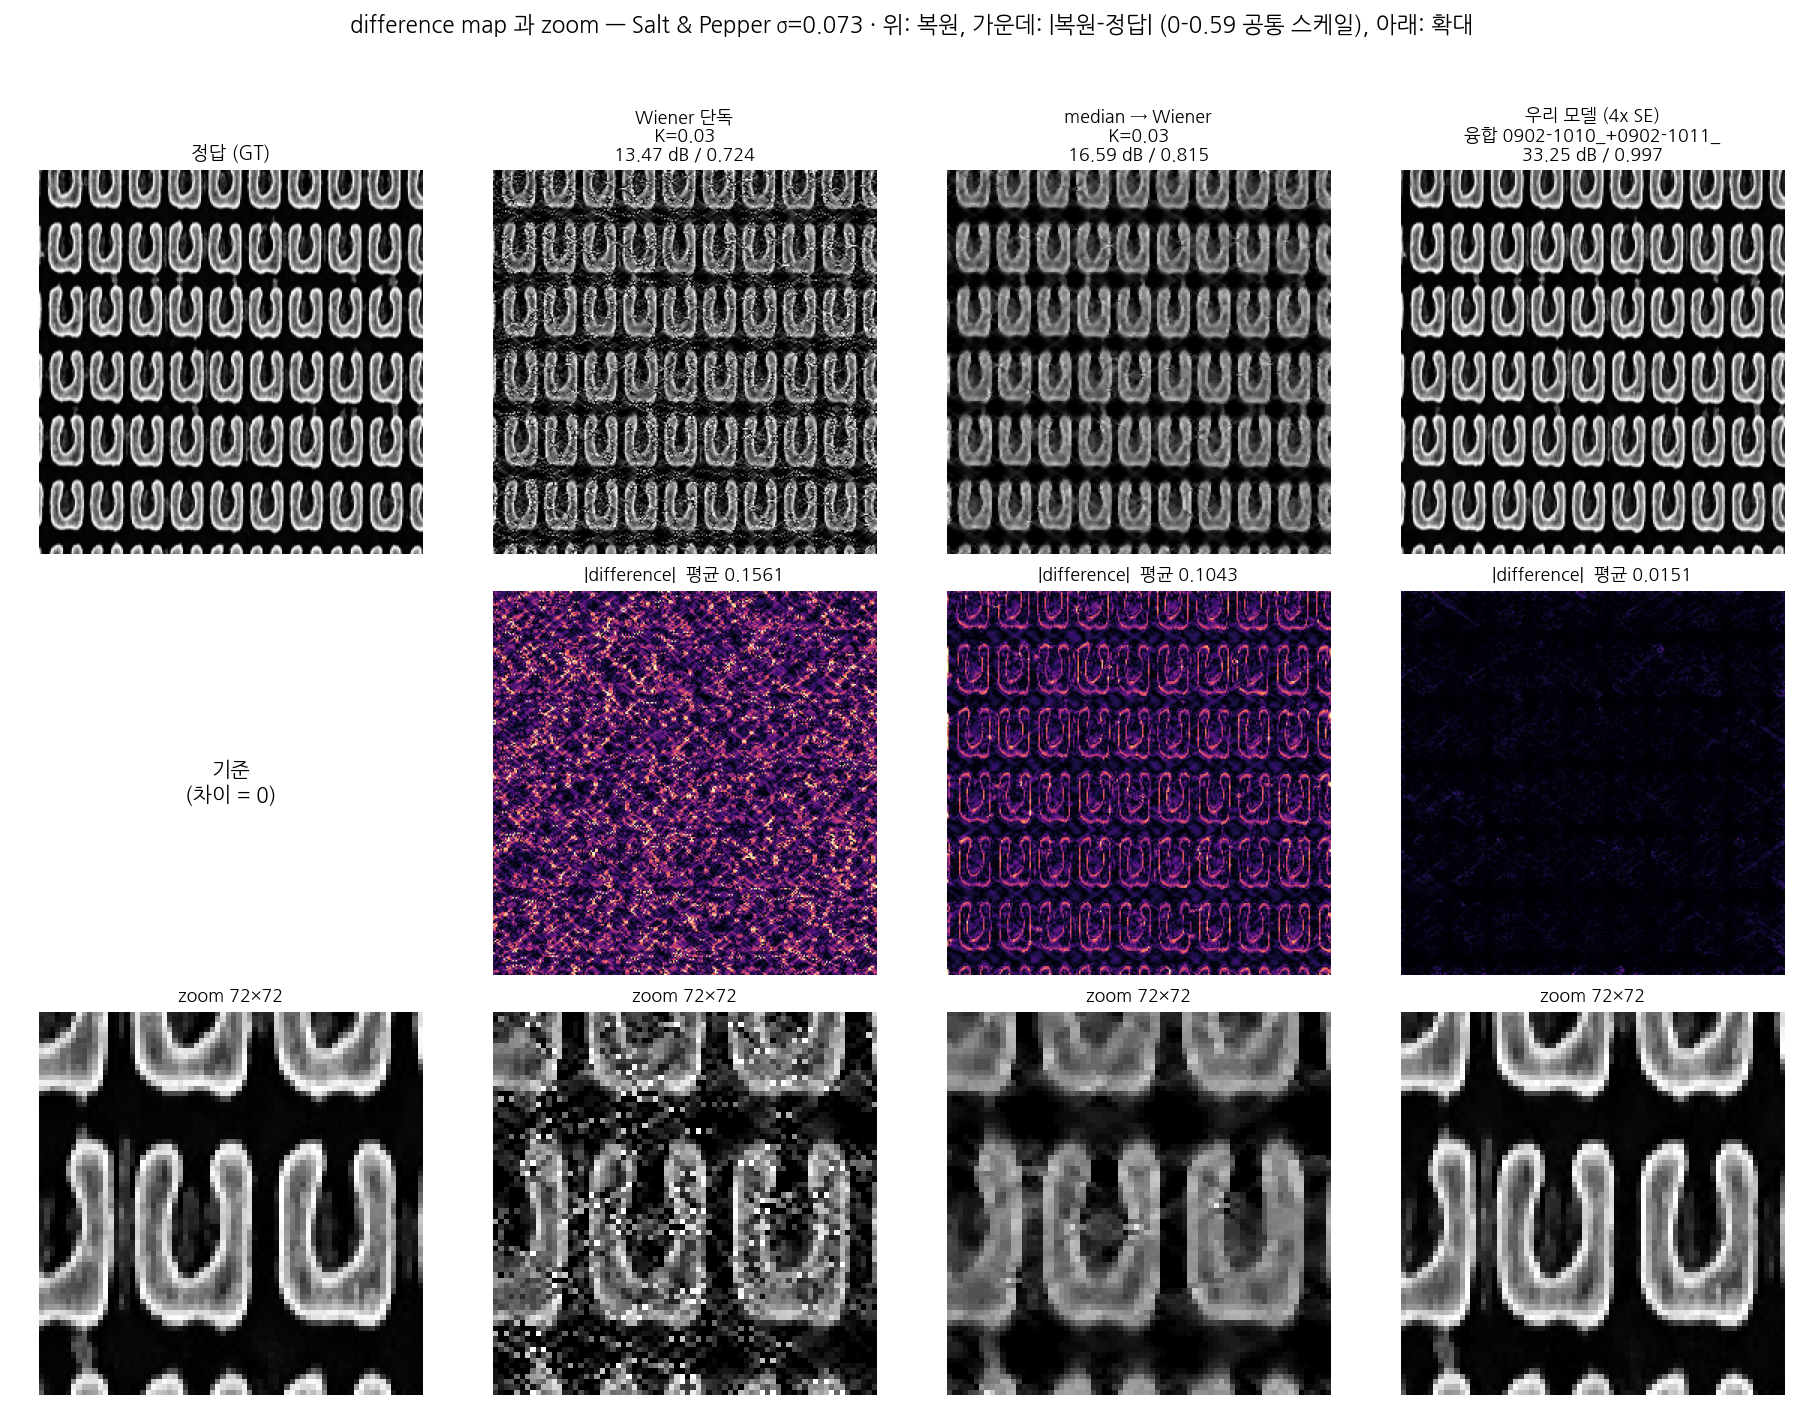 difference map 과 zoom — Salt & Pepper σ=0.073 · 위: 복원, 가운데: |복원-정답| (0-0.59 공통 스케일), 아래: 확대
정답 (GT)
Wiener 단독
K=0.03
13.47 dB / 0.724
median → Wiener
K=0.03
16.59 dB / 0.815
우리 모델 (4x SE)
융합 0902-1010_+0902-1011_
33.25 dB / 0.997
기준
(차이 = 0)
|difference| 평균 0.1561
|difference| 평균 0.1043
|difference| 평균 0.0151
zoom 72×72
zoom 72×72
zoom 72×72
zoom 72×72